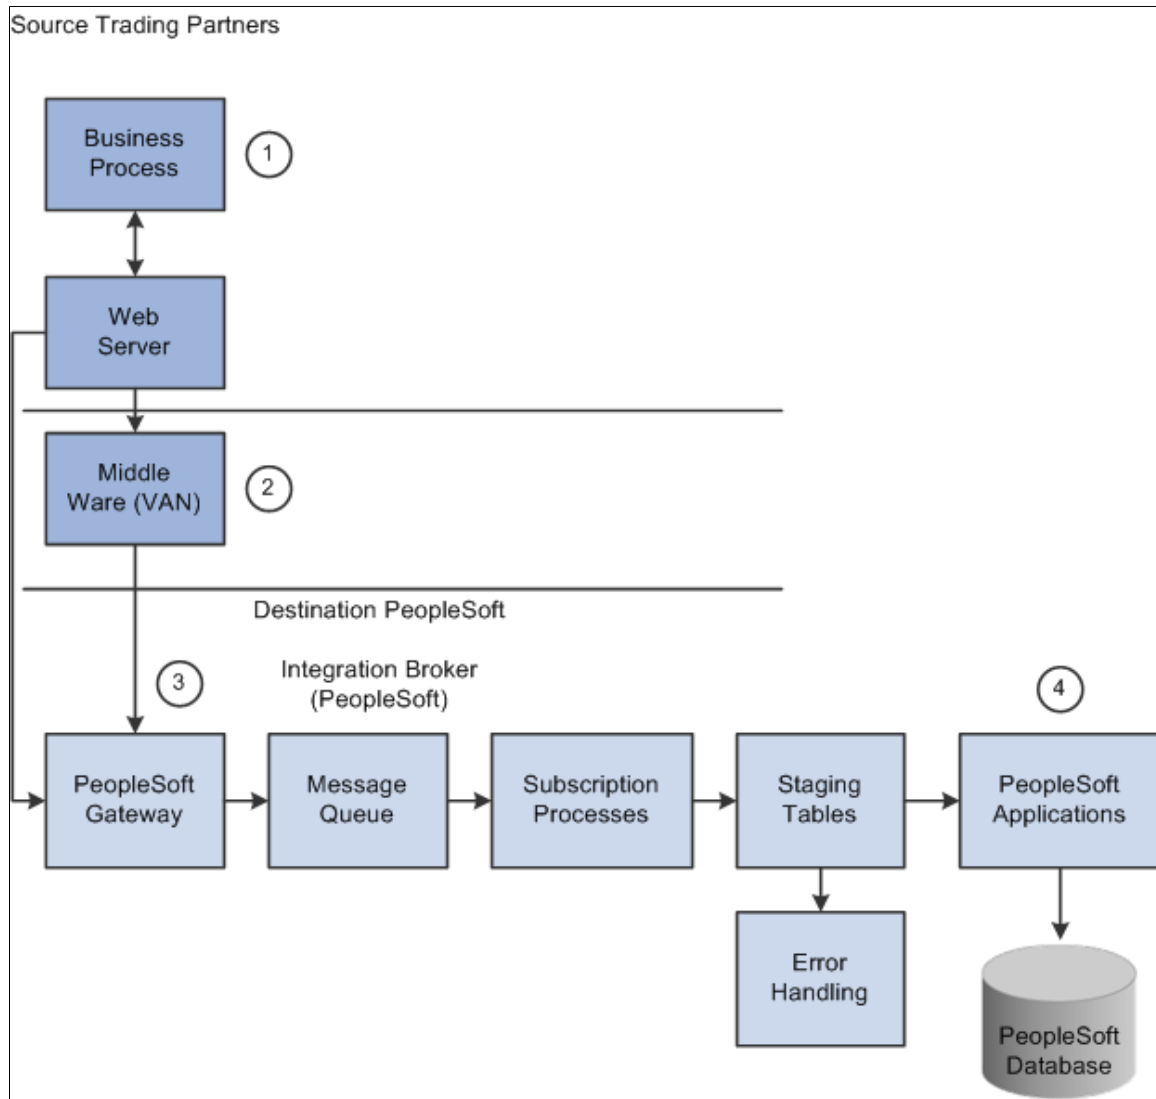 Source Trading Partners
Business
Process
1
Web
Server
Middle
Ware (VAN)
2
Destination PeopleSoft
3
Integration Broker
(PeopleSoft)
4
PeopleSoft
Gateway
Message
Queue
Subscription
Processes
Staging
Tables
PeopleSoft
Applications
Error
Handling
PeopleSoft
Database